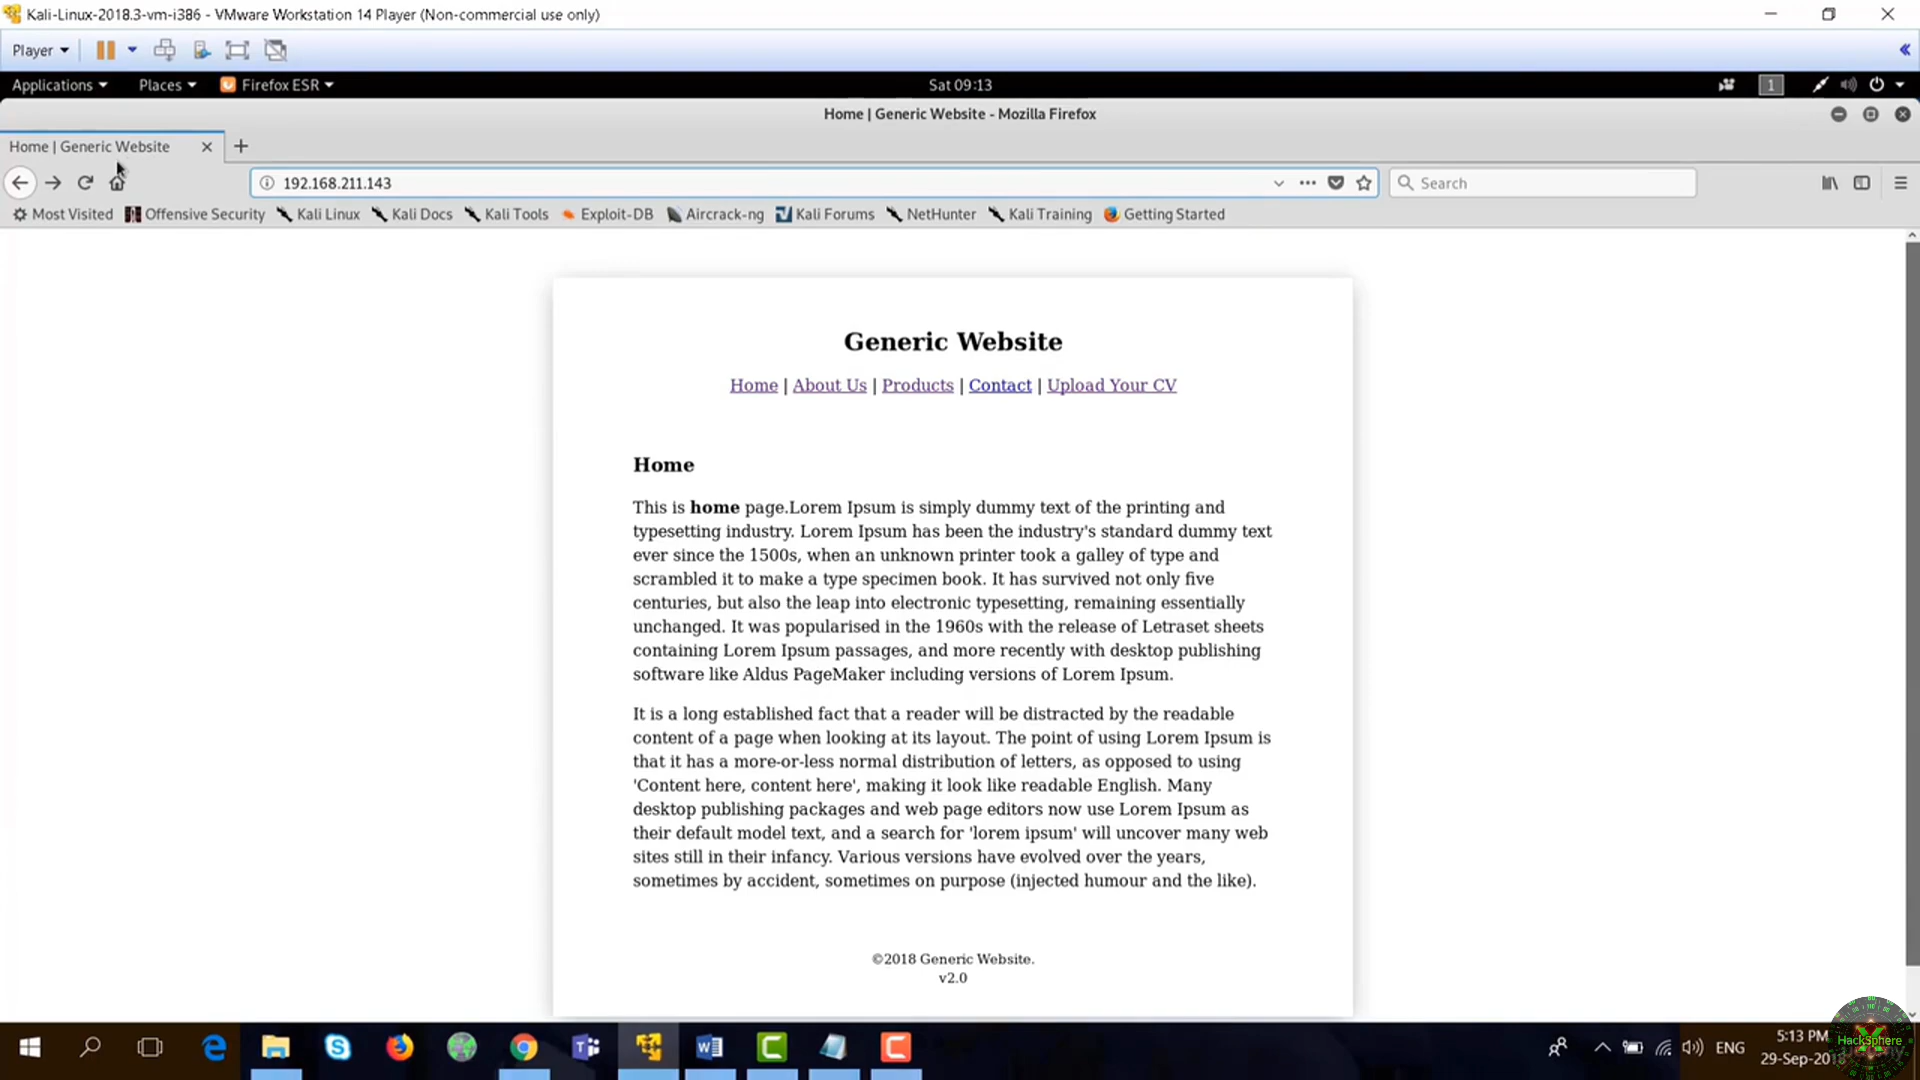 Kali-Linux-2018.3-vm-i386 - VMware Workstation 14 Player (Non-commercial use only)
Player
Applications Places Firefox ESR Sat 09:13 1
Home | Generic Website - Mozilla Firefox
Home | Generic Website
192.168.211.143 Search
Most Visited Offensive Security Kali Linux Kali Docs Kali Tools Exploit-DB Aircrack-ng Kali Forums NetHunter Kali Training Getting Started
Generic Website
Home | About Us | Products | Contact | Upload Your CV
Home
This is home page.Lorem Ipsum is simply dummy text of the printing and
typesetting industry. Lorem Ipsum has been the industry's standard dummy text
ever since the 1500s, when an unknown printer took a galley of type and
scrambled it to make a type specimen book. It has survived not only five
centuries, but also the leap into electronic typesetting, remaining essentially
unchanged. It was popularised in the 1960s with the release of Letraset sheets
containing Lorem Ipsum passages, and more recently with desktop publishing
software like Aldus PageMaker including versions of Lorem Ipsum.
It is a long established fact that a reader will be distracted by the readable
content of a page when looking at its layout. The point of using Lorem Ipsum is
that it has a more-or-less normal distribution of letters, as opposed to using
'Content here, content here', making it look like readable English. Many
desktop publishing packages and web page editors now use Lorem Ipsum as
their default model text, and a search for 'lorem ipsum' will uncover many web
sites still in their infancy. Various versions have evolved over the years,
sometimes by accident, sometimes on purpose (injected humour and the like).
©2018 Generic Website.
v2.0
ENG 5:13 PM
29-Sep-201
HackSphere